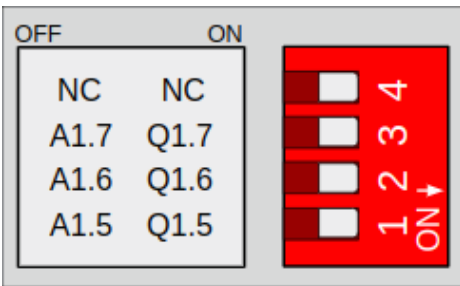 OFF ON
NC NC 4
A1.7 Q1.7 3
A1.6 Q1.6 2
A1.5 Q1.5 1
ON